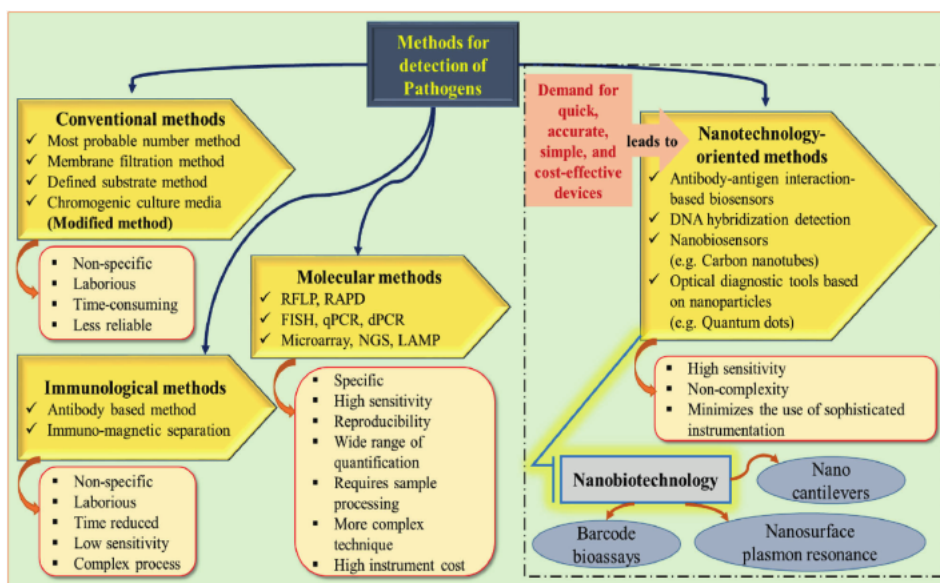 Methods for
detection of
Pathogens
Conventional methods
✓ Most probable number method
✓ Membrane filtration method
✓ Defined substrate method
✓ Chromogenic culture media
(Modified method)
▪ Non-specific
▪ Laborious
▪ Time-consuming
▪ Less reliable
Immunological methods
✓ Antibody based method
✓ Immuno-magnetic separation
▪ Non-specific
▪ Laborious
▪ Time reduced
▪ Low sensitivity
▪ Complex process
Molecular methods
✓ RFLP, RAPD
✓ FISH, qPCR, dPCR
✓ Microarray, NGS, LAMP
▪ Specific
▪ High sensitivity
▪ Reproducibility
▪ Wide range of
quantification
▪ Requires sample
processing
▪ More complex
technique
▪ High instrument cost
Demand for
quick,
accurate,
simple, and
cost-effective
devices
leads to
Nanotechnology-
oriented methods
✓ Antibody-antigen interaction-
based biosensors
✓ DNA hybridization detection
✓ Nanobiosensors
(e.g. Carbon nanotubes)
✓ Optical diagnostic tools based
on nanoparticles
(e.g. Quantum dots)
▪ High sensitivity
▪ Non-complexity
▪ Minimizes the use of sophisticated
instrumentation
Nanobiotechnology
Nano
cantilevers
Barcode
bioassays
Nanosurface
plasmon resonance